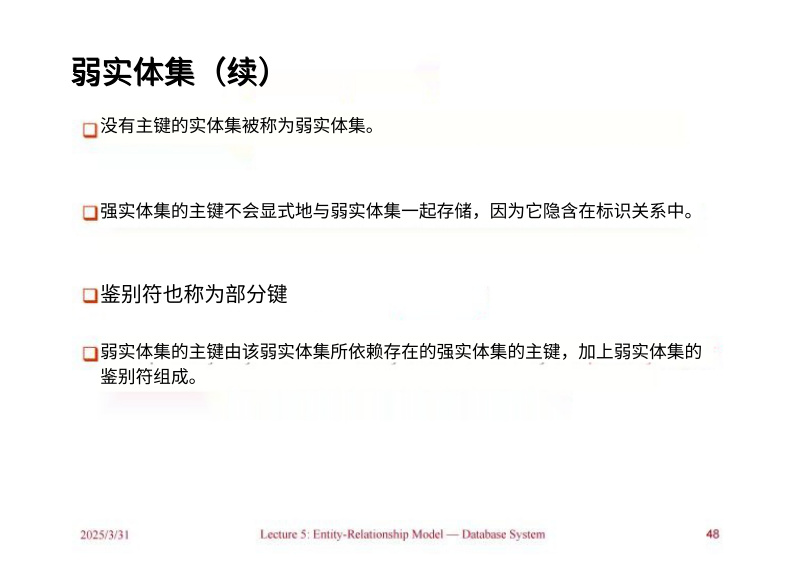 弱实体集（续）
没有主键的实体集被称为弱实体集。
强实体集的主键不会显式地与弱实体集一起存储，因为它隐含在标识关系中。
鉴别符也称为部分键
弱实体集的主键由该弱实体集所依赖存在的强实体集的主键，加上弱实体集的
鉴别符组成。
2025/3/31 Lecture 5: Entity-Relationship Model — Database System 48